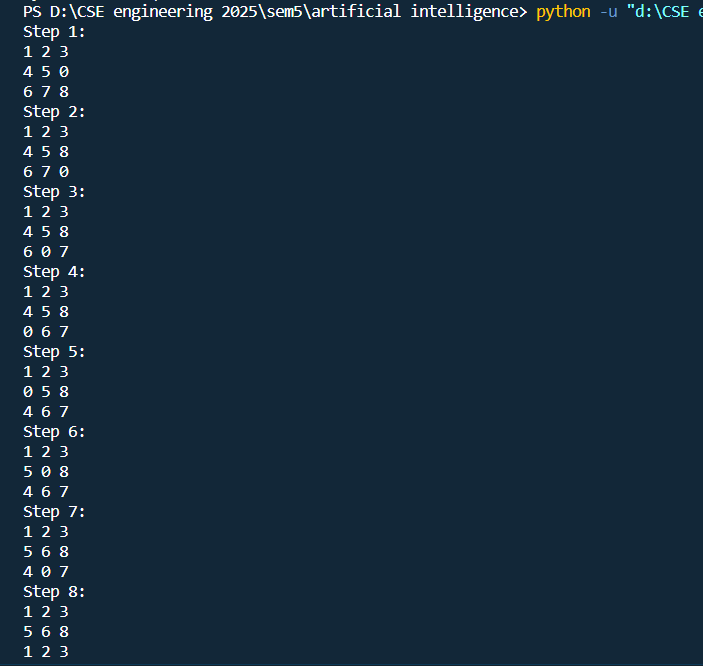 PS D:\CSE engineering 2025\sem5\artificial intelligence> python -u "d:\CSE
Step 1:
1 2 3
4 5 0
6 7 8
Step 2:
1 2 3
4 5 8
6 7 0
Step 3:
1 2 3
4 5 8
6 0 7
Step 4:
1 2 3
4 5 8
0 6 7
Step 5:
1 2 3
0 5 8
4 6 7
Step 6:
1 2 3
5 0 8
4 6 7
Step 7:
1 2 3
5 6 8
4 0 7
Step 8:
1 2 3
5 6 8
1 2 3